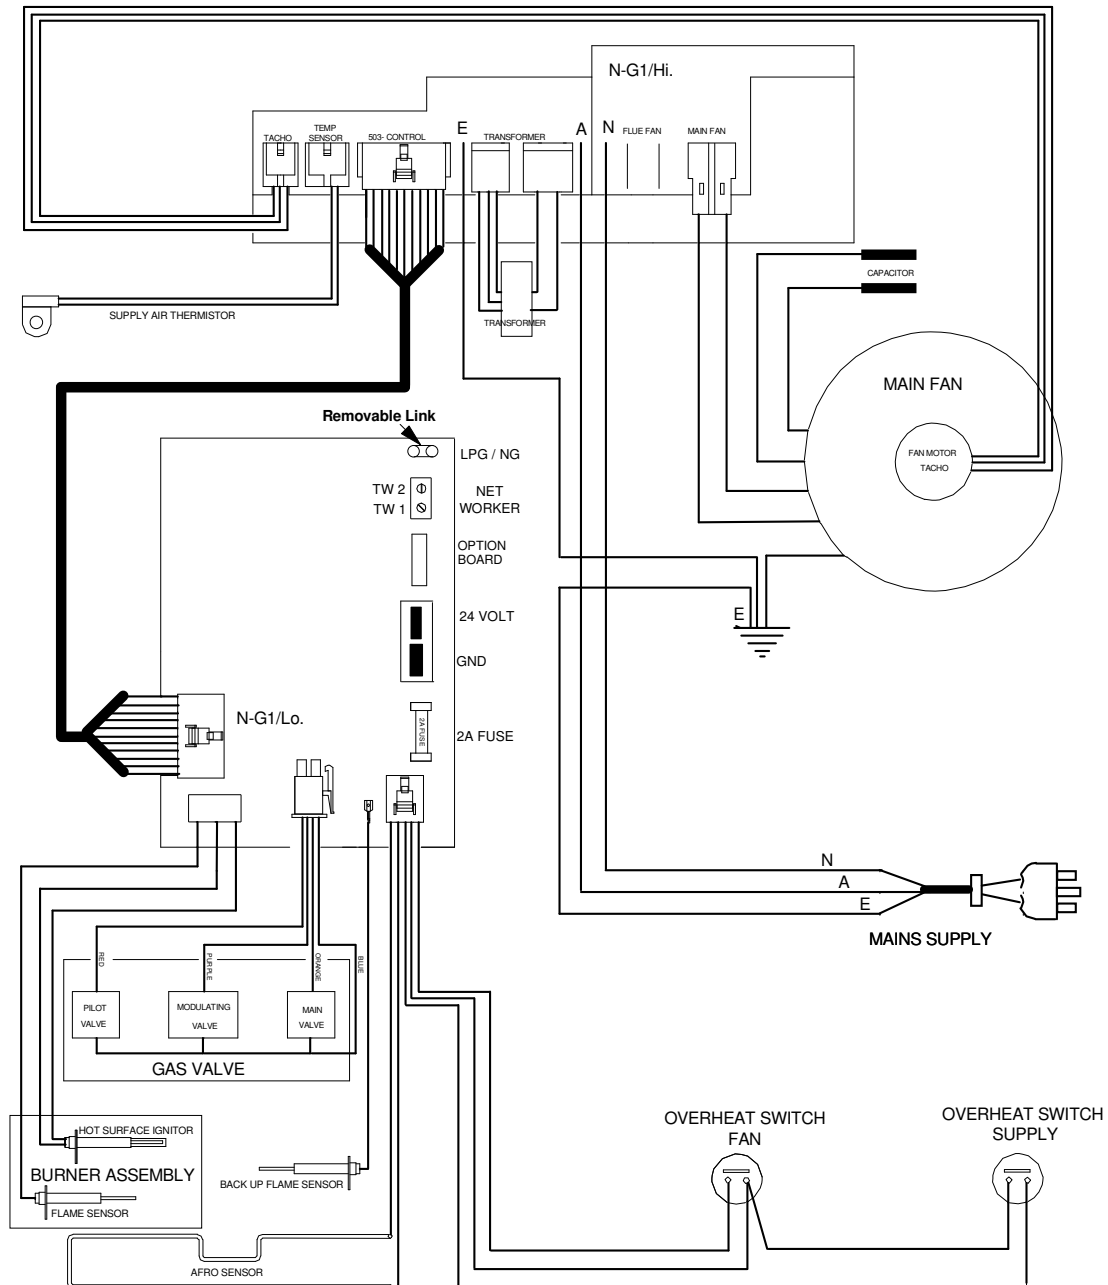 N-G1/Hi.
TACHO
TEMP
SENSOR
503- CONTROL
E
TRANSFORMER
A
N
FLUE FAN
MAIN FAN
CAPACITOR
SUPPLY AIR THERMISTOR
TRANSFORMER
MAIN FAN
FAN MOTOR
TACHO
Removable Link
LPG / NG
TW 2
TW 1
NET
WORKER
OPTION
BOARD
24 VOLT
GND
E
N-G1/Lo.
2A FUSE
2A FUSE
N
A
E
MAINS SUPPLY
RED
PURPLE
ORANGE
BLUE
PILOT
VALVE
MODULATING
VALVE
MAIN
VALVE
GAS VALVE
HOT SURFACE IGNITOR
BURNER ASSEMBLY
FLAME SENSOR
BACK UP FLAME SENSOR
AFRO SENSOR
OVERHEAT SWITCH
FAN
OVERHEAT SWITCH
SUPPLY